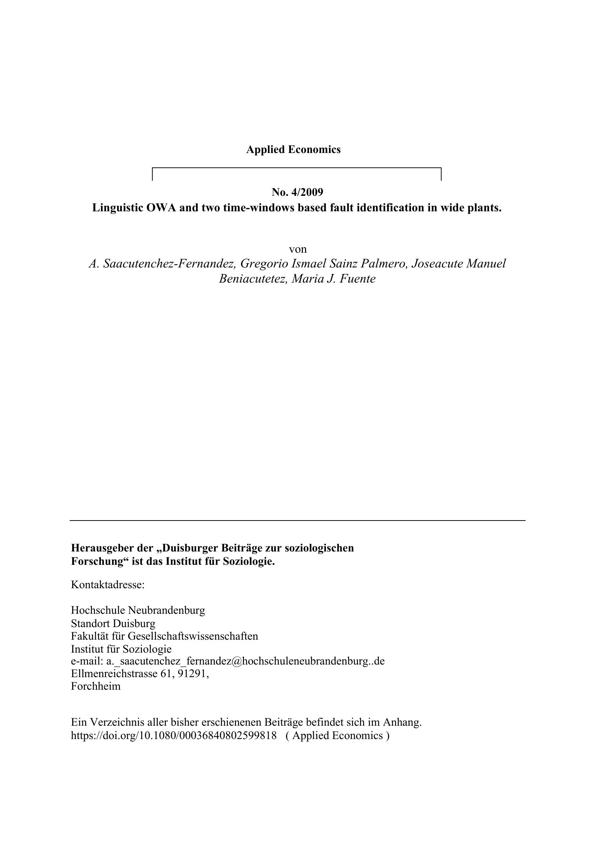 Applied Economics
No. 4/2009
Linguistic OWA and two time-windows based fault identification in wide plants.
von
A. Saacutenchez-Fernandez, Gregorio Ismael Sainz Palmero, Joseacute Manuel
Beniacutetez, Maria J. Fuente
Herausgeber der „Duisburger Beiträge zur soziologischen
Forschung“ ist das Institut für Soziologie.
Kontaktadresse:
Hochschule Neubrandenburg
Standort Duisburg
Fakultät für Gesellschaftswissenschaften
Institut für Soziologie
e-mail: a._saacutenchez_fernandez@hochschuleneubrandenburg..de
Ellmenreichstrasse 61, 91291,
Forchheim
Ein Verzeichnis aller bisher erschienenen Beiträge befindet sich im Anhang.
https://doi.org/10.1080/00036840802599818 ( Applied Economics )